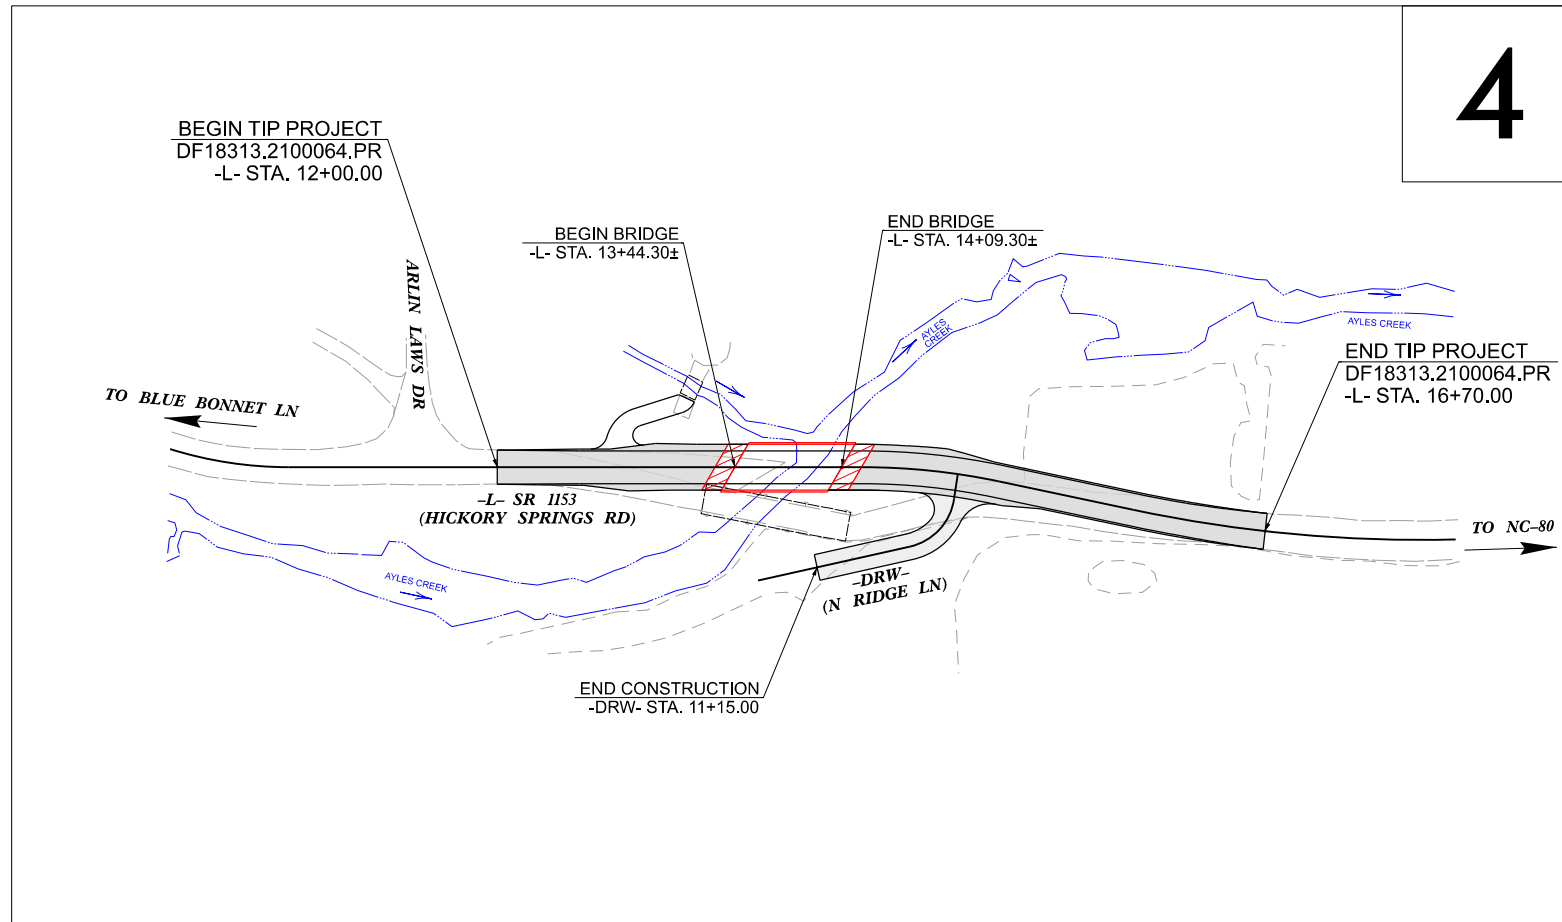 4
BEGIN TIP PROJECT
DF18313.2100064.PR
-L- STA. 12+00.00
BEGIN BRIDGE
-L- STA. 13+44.30±
END BRIDGE
-L- STA. 14+09.30±
ARLIN LAWS DR
AYLES
CREEK
AYLES CREEK
END TIP PROJECT
DF18313.2100064.PR
-L- STA. 16+70.00
TO BLUE BONNET LN
-L- SR 1153
(HICKORY SPRINGS RD)
TO NC-80
AYLES CREEK
-DRW-
(N RIDGE LN)
END CONSTRUCTION
-DRW- STA. 11+15.00